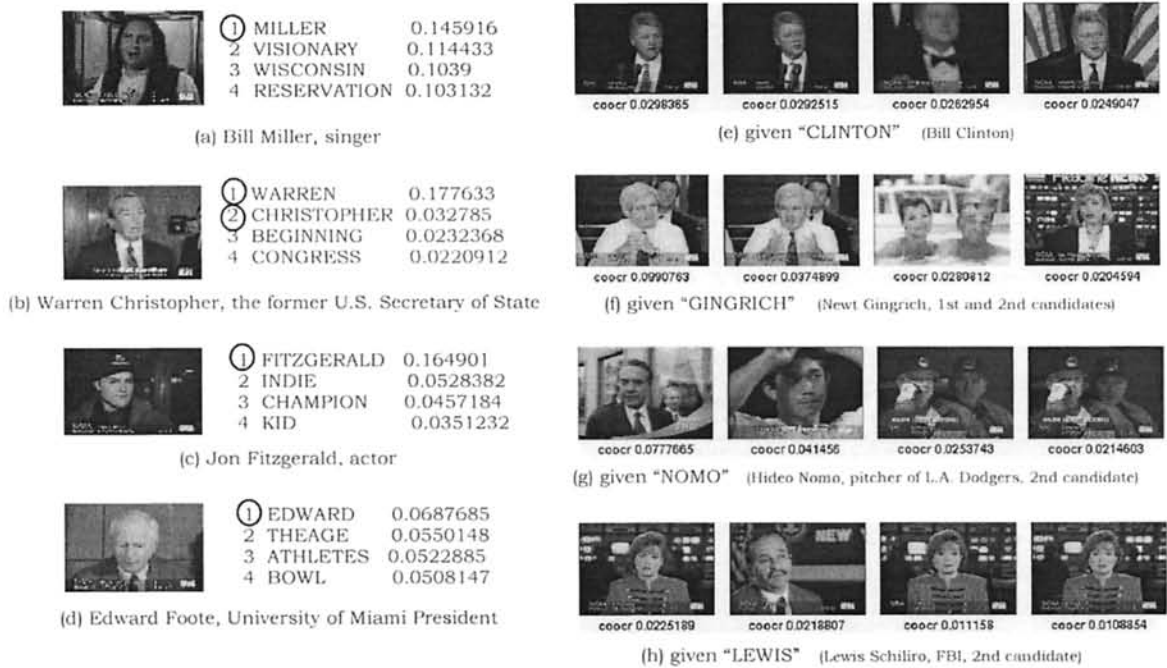 1 MILLER 0.145916
2 VISIONARY 0.114433
3 WISCONSIN 0.1039
4 RESERVATION 0.103132
(a) Bill Miller, singer
1 WARREN 0.177633
2 CHRISTOPHER 0.032785
3 BEGINNING 0.0232368
4 CONGRESS 0.0220912
(b) Warren Christopher, the former U.S. Secretary of State
1 FITZGERALD 0.164901
2 INDIE 0.0528382
3 CHAMPION 0.0457184
4 KID 0.0351232
(c) Jon Fitzgerald, actor
1 EDWARD 0.0687685
2 THEAGE 0.0550148
3 ATHLETES 0.0522885
4 BOWL 0.0508147
(d) Edward Foote, University of Miami President
coocr 0.0298365 coocr 0.0292515 coocr 0.0262954 coocr 0.0249047
(e) given "CLINTON" (Bill Clinton)
coocr 0.0990763 coocr 0.0374899 coocr 0.0280812 coocr 0.0204594
(f) given "GINGRICH" (Newt Gingrich, 1st and 2nd candidates)
coocr 0.0777665 coocr 0.041456 coocr 0.0253743 coocr 0.0214603
(g) given "NOMO" (Hideo Nomo, pitcher of L.A. Dodgers, 2nd candidate)
NEW
coocr 0.0225189 coocr 0.0218807 coocr 0.011158 coocr 0.0108854
(h) given "LEWIS" (Lewis Schiliro, FBI, 2nd candidate)